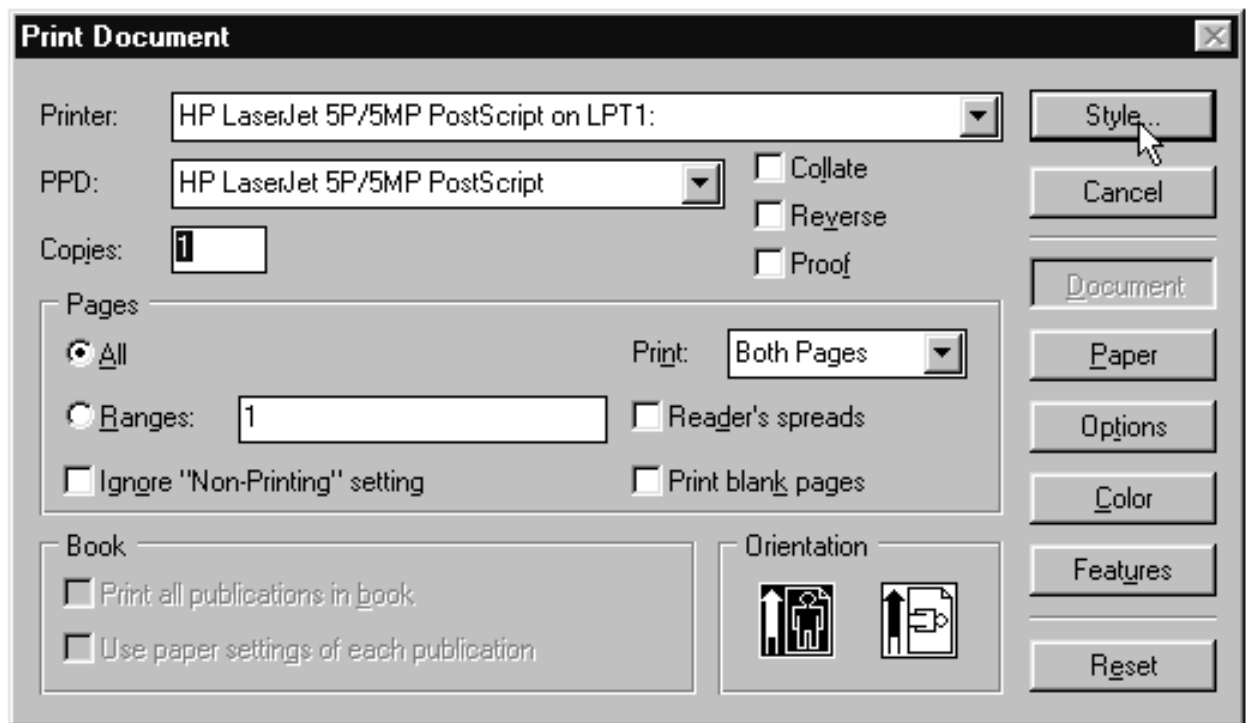 Print Document
Printer: HP LaserJet 5P/5MP PostScript on LPT1:
Style...
PPD: HP LaserJet 5P/5MP PostScript
Collate
Cancel
Reverse
Copies: 1
Proof
Document
Pages
All
Print: Both Pages
Paper
Ranges: 1
Reader's spreads
Options
Ignore "Non-Printing" setting
Print blank pages
Color
Book
Orientation
Features
Print all publications in book
Use paper settings of each publication
Reset